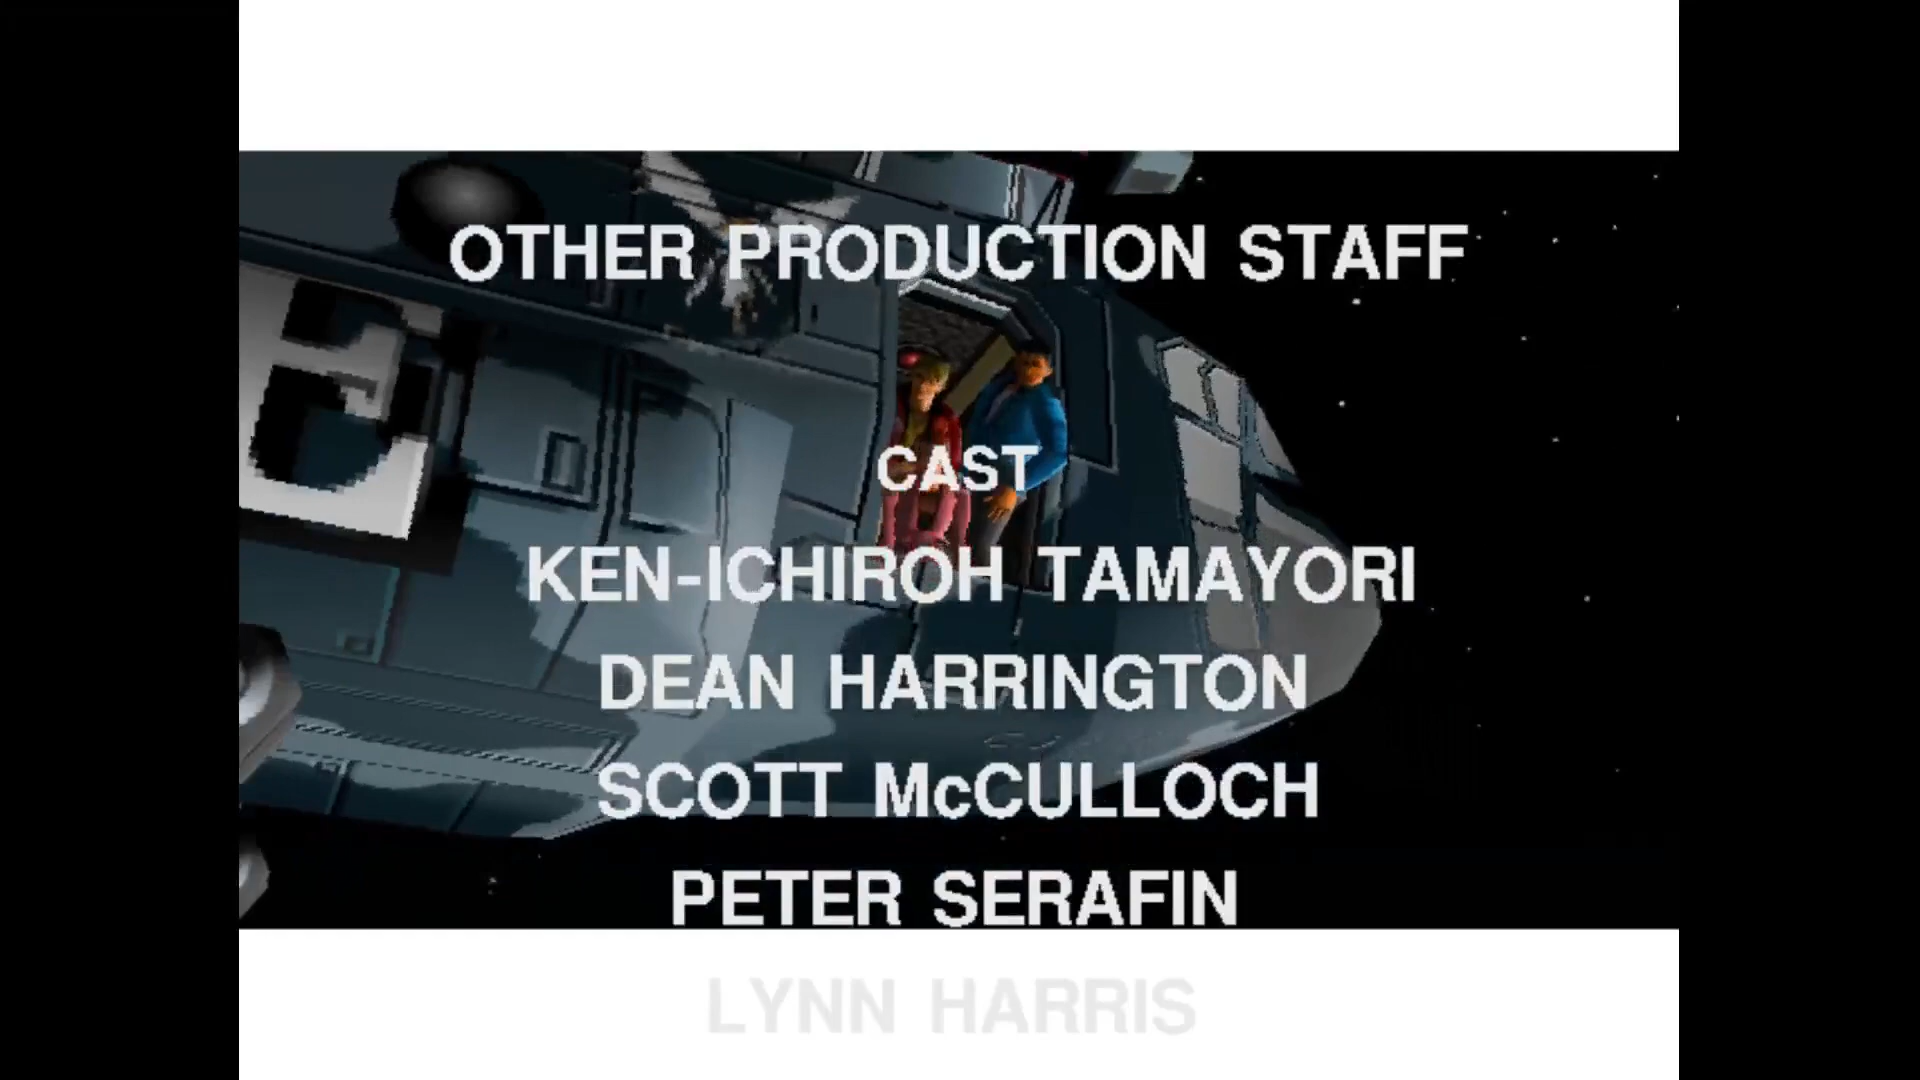 OTHER PRODUCTION STAFF
CAST
KEN-ICHIROH TAMAYORI
DEAN HARRINGTON
SCOTT McCULLOCH
PETER SERAFIN
LYNN HARRIS